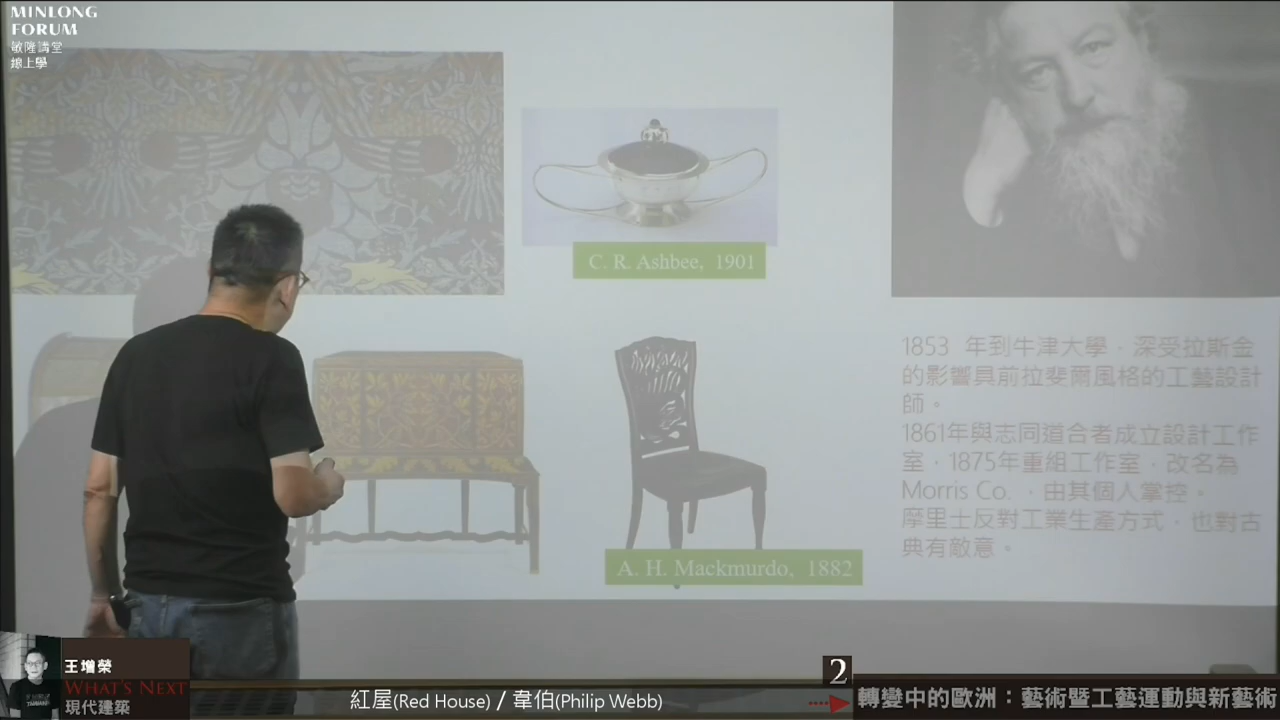 MINLONG
FORUM
敏隆講堂
線上學
C. R. Ashbee, 1901
1853 年到牛津大學，深受拉斯金
的影響具前拉斐爾風格的工藝設計
師。
1861年與志同道合者成立設計工作
室，1875年重組工作室，改名為
Morris Co. ，由其個人掌控。
摩里士反對工業生產方式，也對古
典有敵意。
A. H. Mackmurdo, 1882
王增榮
WHAT'S NEXT
現代建築
紅屋(Red House) / 韋伯(Philip Webb)
2
轉變中的歐洲：藝術暨工藝運動與新藝術